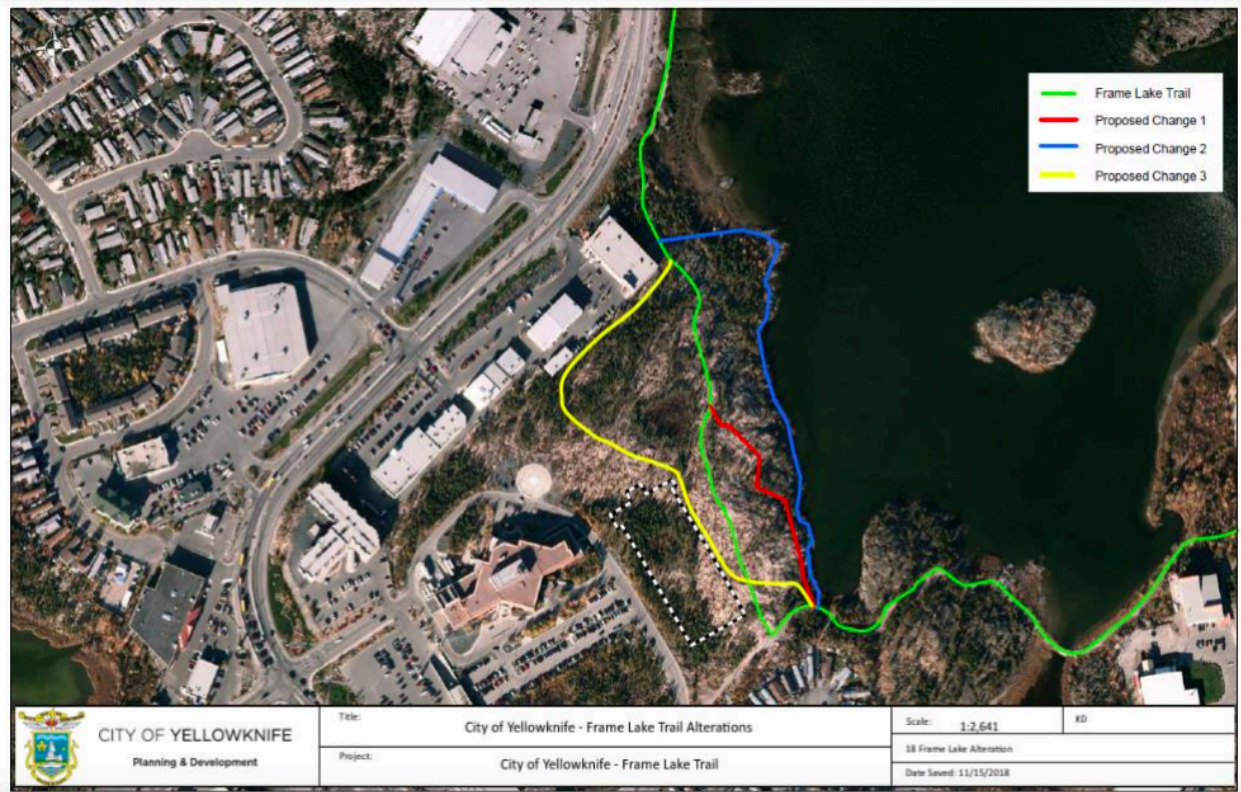 Frame Lake Trail
Proposed Change 1
Proposed Change 2
Proposed Change 3
CITY OF YELLOWKNIFE
Planning & Development
Title:
City of Yellowknife - Frame Lake Trail Alterations
Project:
City of Yellowknife - Frame Lake Trail
Scale:
1:2,641
KD
18 Frame Lake Alteration
Date Saved: 11/15/2018